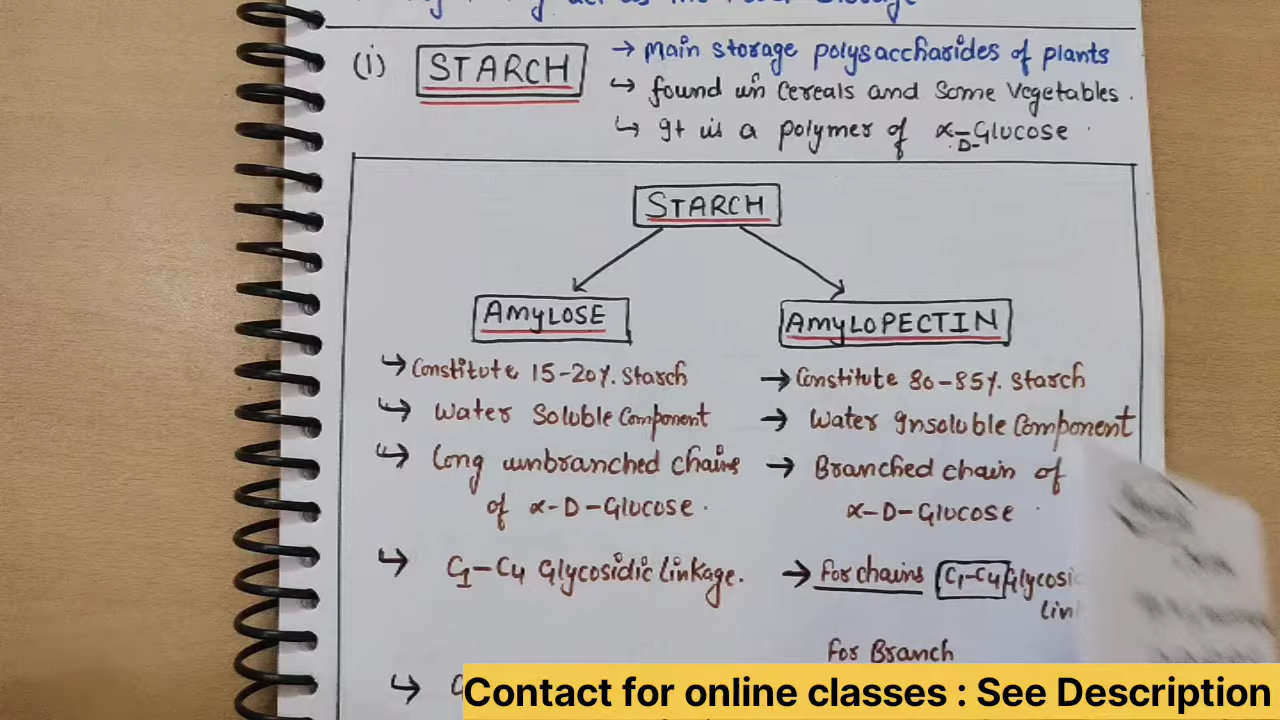 (i) STARCH → main storage polysaccharides of plants
↳ found in Cereals and Some Vegetables.
↳ It is a polymer of α-D-Glucose
STARCH
AMYLOSE
AMYLOPECTIN
→ Constitute 15-20%. Starch
→ Constitute 80-85%. Starch
↳ Water Soluble Component
→ Water Insoluble Component
↳ Long unbranched chains
of α-D-Glucose.
→ Branched chain of
α-D-Glucose
↳ C1-C4 Glycosidic linkage.
→ For chains C1-C4
For Branch
Contact for online classes : See Description